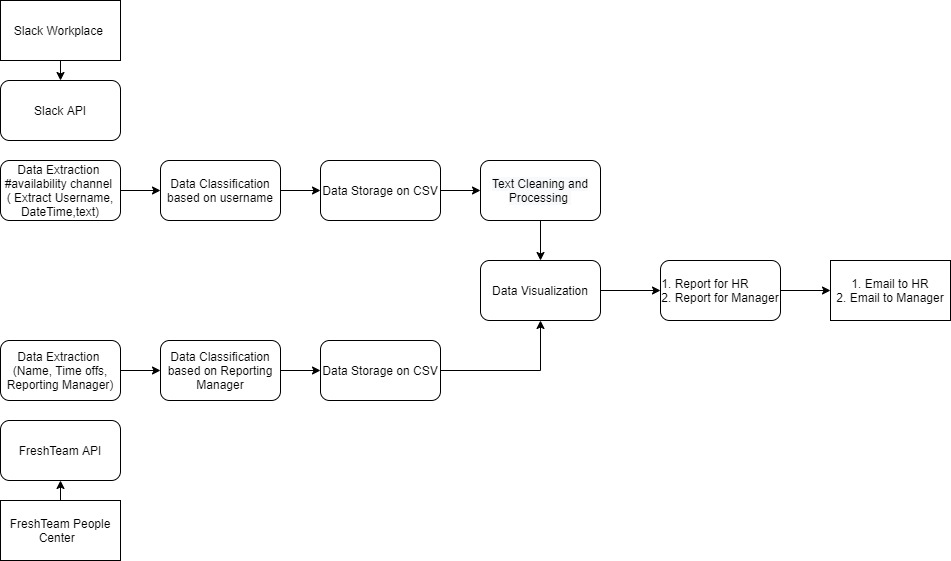 Slack Workplace
Slack API
Data Extraction
#availability channel
( Extract Username,
DateTime,text)
Data Classification
based on username
Data Storage on CSV
Text Cleaning and
Processing
Data Visualization
1. Report for HR
2. Report for Manager
1. Email to HR
2. Email to Manager
Data Extraction
(Name, Time offs,
Reporting Manager)
Data Classification
based on Reporting
Manager
Data Storage on CSV
FreshTeam API
FreshTeam People
Center